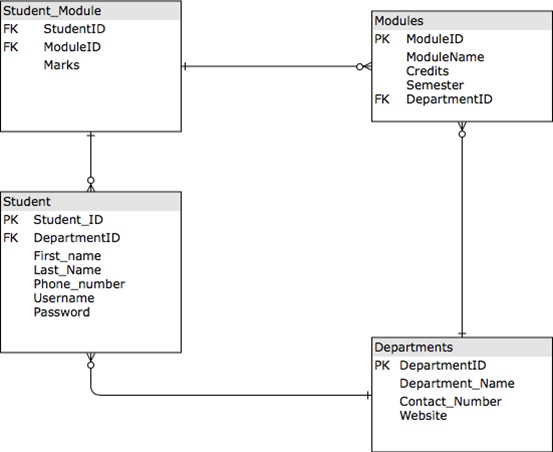 Student_Module
FK StudentID
FK ModuleID
Marks
Modules
PK ModuleID
ModuleName
Credits
Semester
FK DepartmentID
Student
PK Student_ID
FK DepartmentID
First_name
Last_Name
Phone_number
Username
Password
Departments
PK DepartmentID
Department_Name
Contact_Number
Website